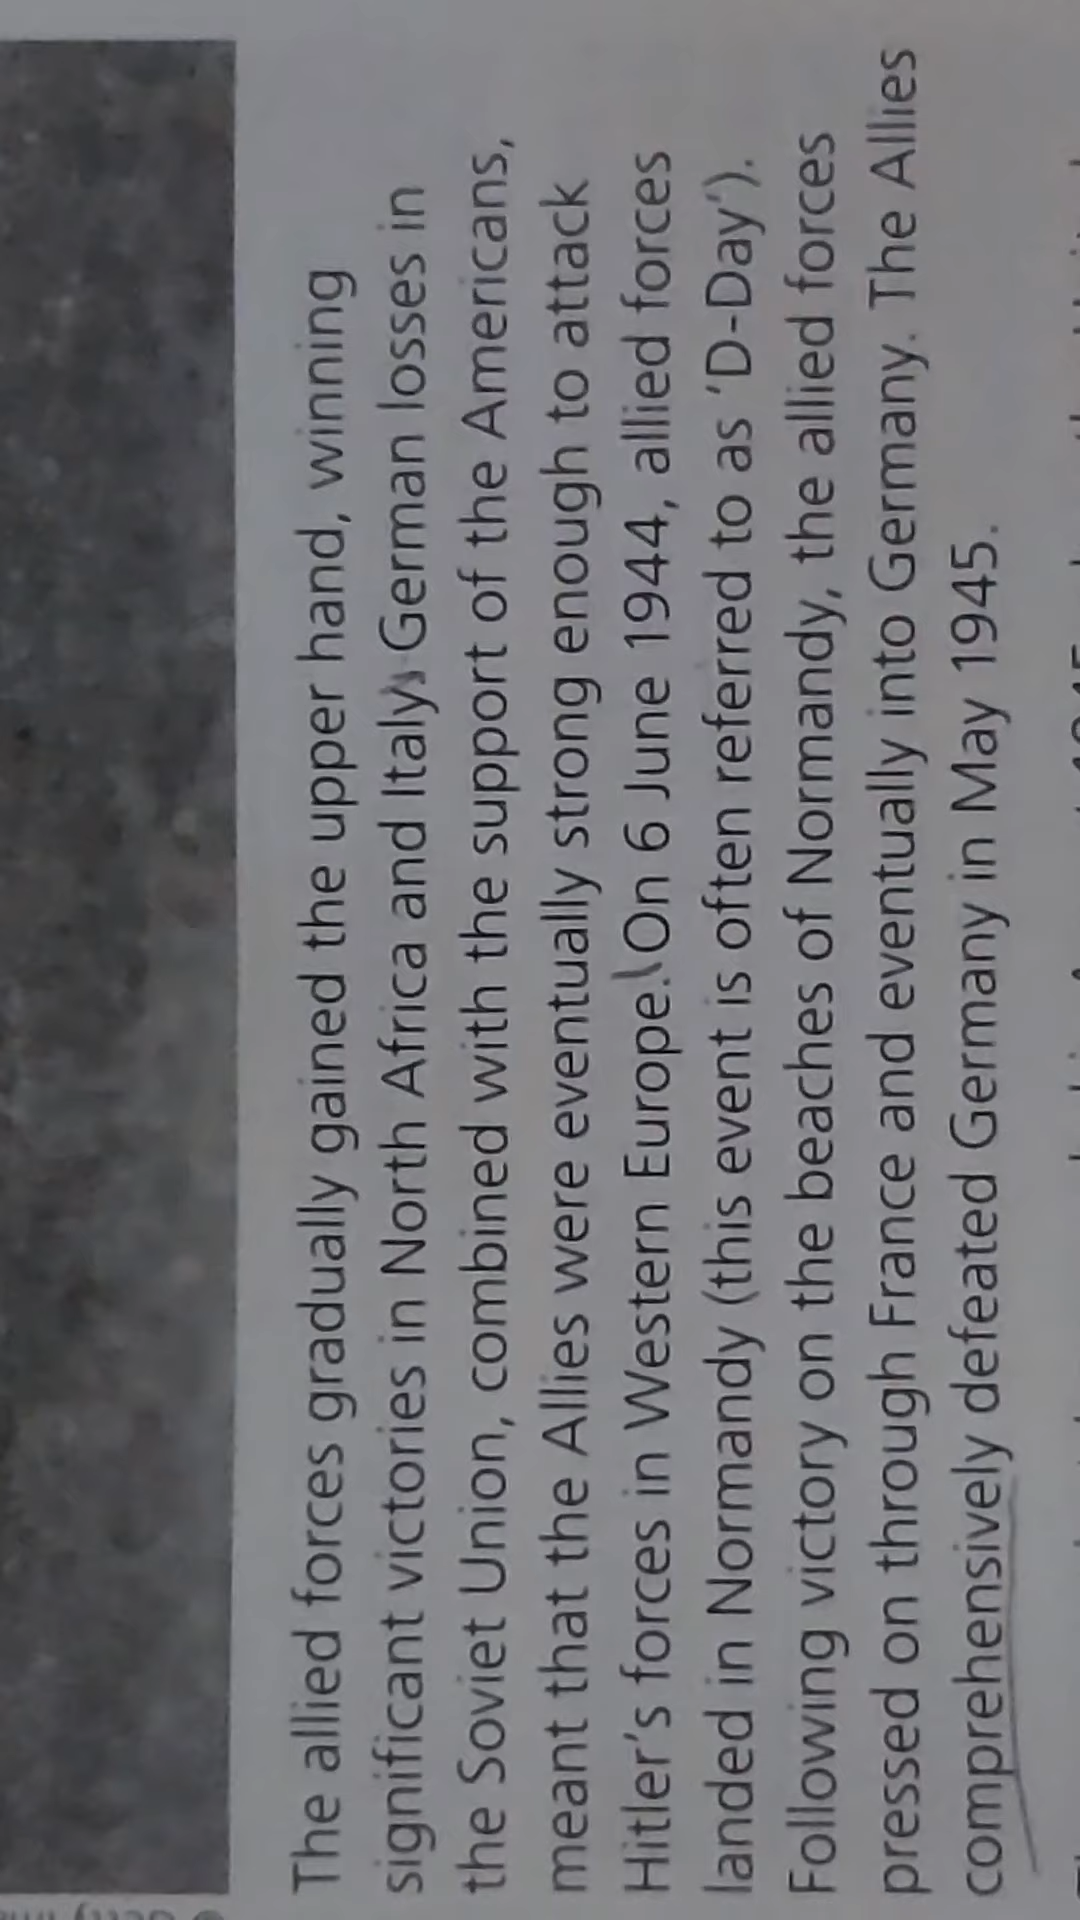 The allied forces gradually gained the upper hand, winning
significant victories in North Africa and Italy. German losses in
the Soviet Union, combined with the support of the Americans,
meant that the Allies were eventually strong enough to attack
Hitler's forces in Western Europe. On 6 June 1944, allied forces
landed in Normandy (this event is often referred to as 'D-Day').
Following victory on the beaches of Normandy, the allied forces
pressed on through France and eventually into Germany. The Allies
comprehensively defeated Germany in May 1945.